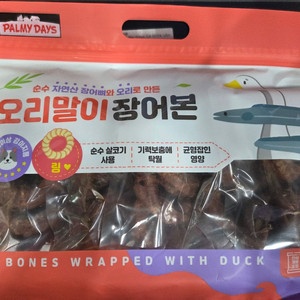 PALMY DAYS
순수 자연산 장어뼈와 오리로 만든
오리말이 장어본
링
순수 살코기
사용
기력보충에
탁월
균형잡힌
영양
BONES WRAPPED WITH DUCK